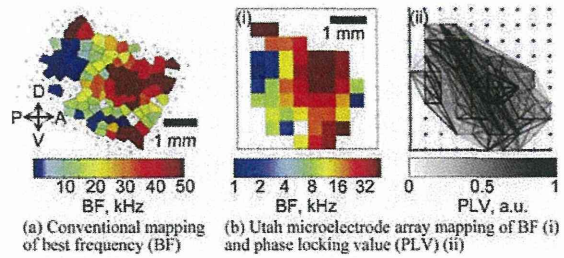 (i) (ii)
1 mm
D
P A
V
1 mm
10 20 30 40 50
BF, kHz
1 2 4 8 16 32
BF, kHz
0 0.5 1
PLV, a.u.
(a) Conventional mapping
of best frequency (BF)
(b) Utah microelectrode array mapping of BF (i)
and phase locking value (PLV) (ii)